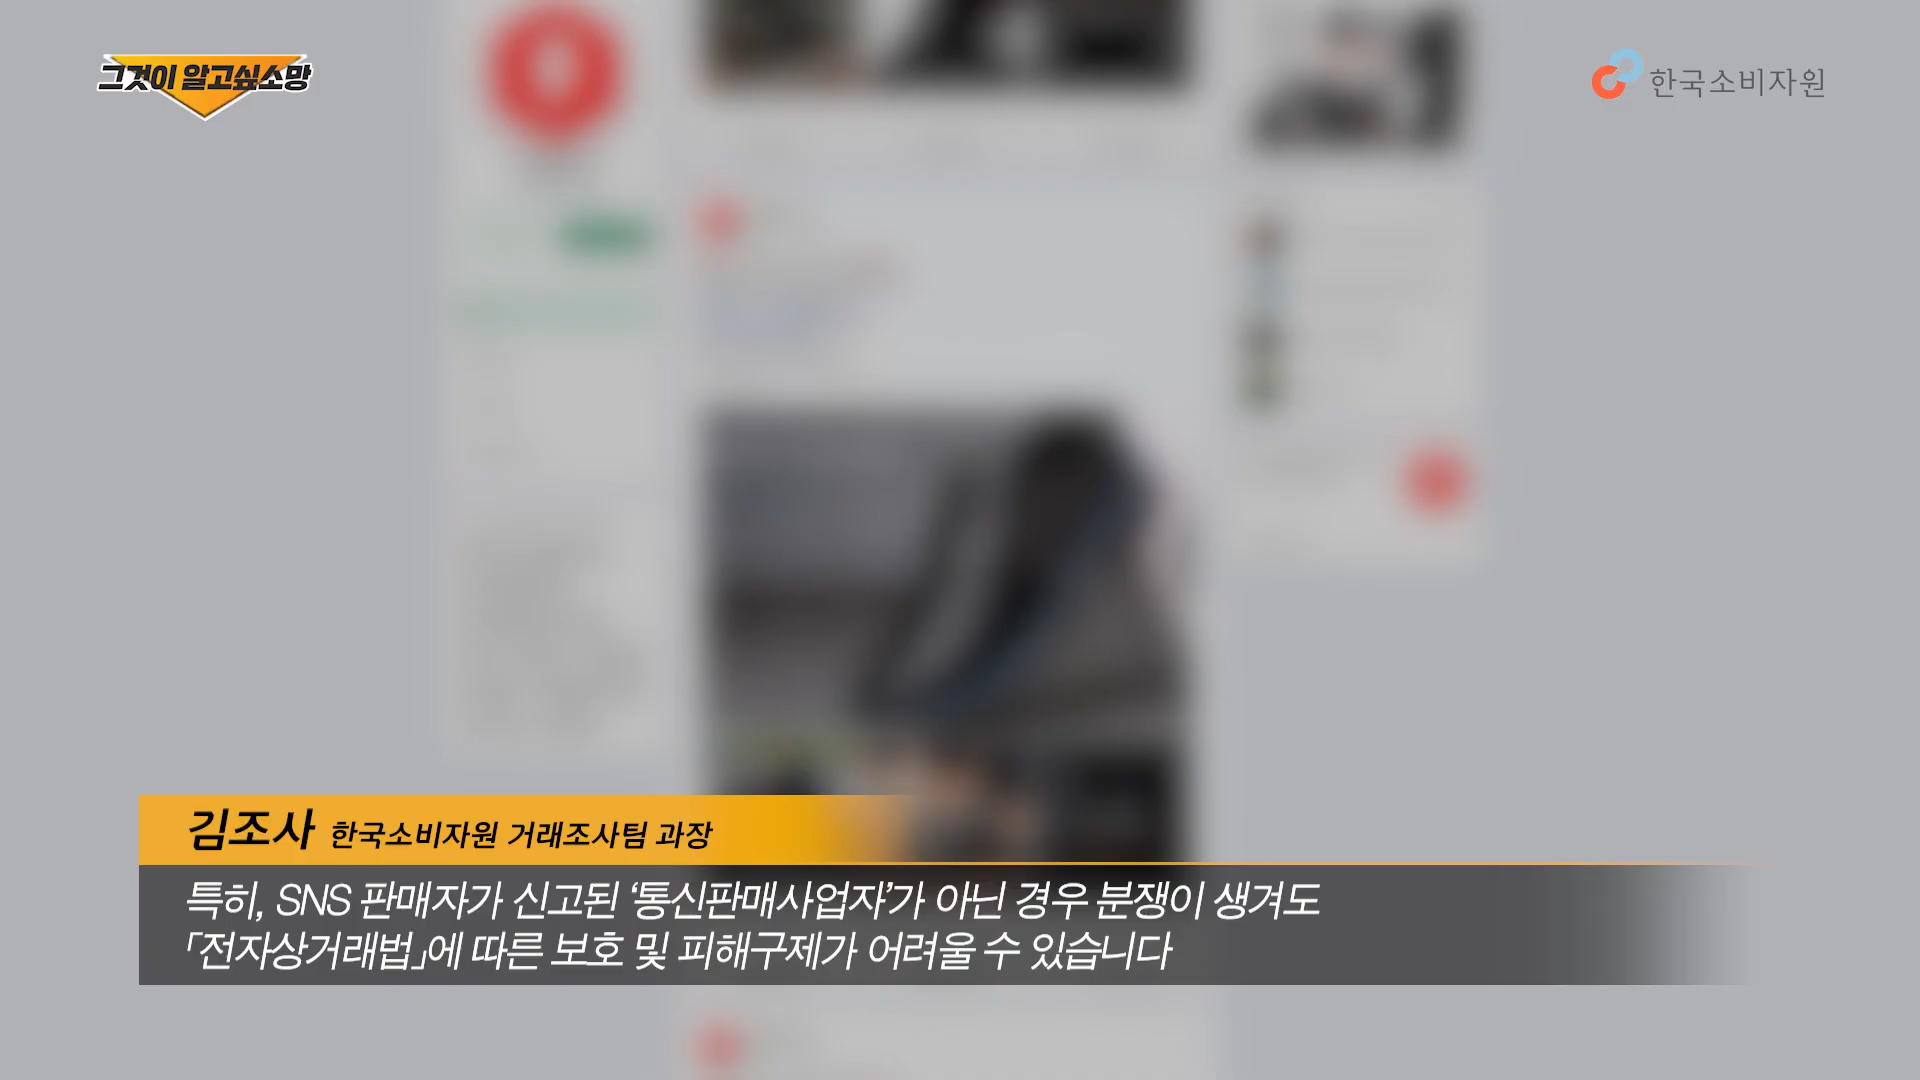 그것이 알고싶소망
한국소비자원
김조사 한국소비자원 거래조사팀 과장
특히, SNS 판매자가 신고된 ‘통신판매사업자’가 아닌 경우 분쟁이 생겨도
「전자상거래법」에 따른 보호 및 피해구제가 어려울 수 있습니다